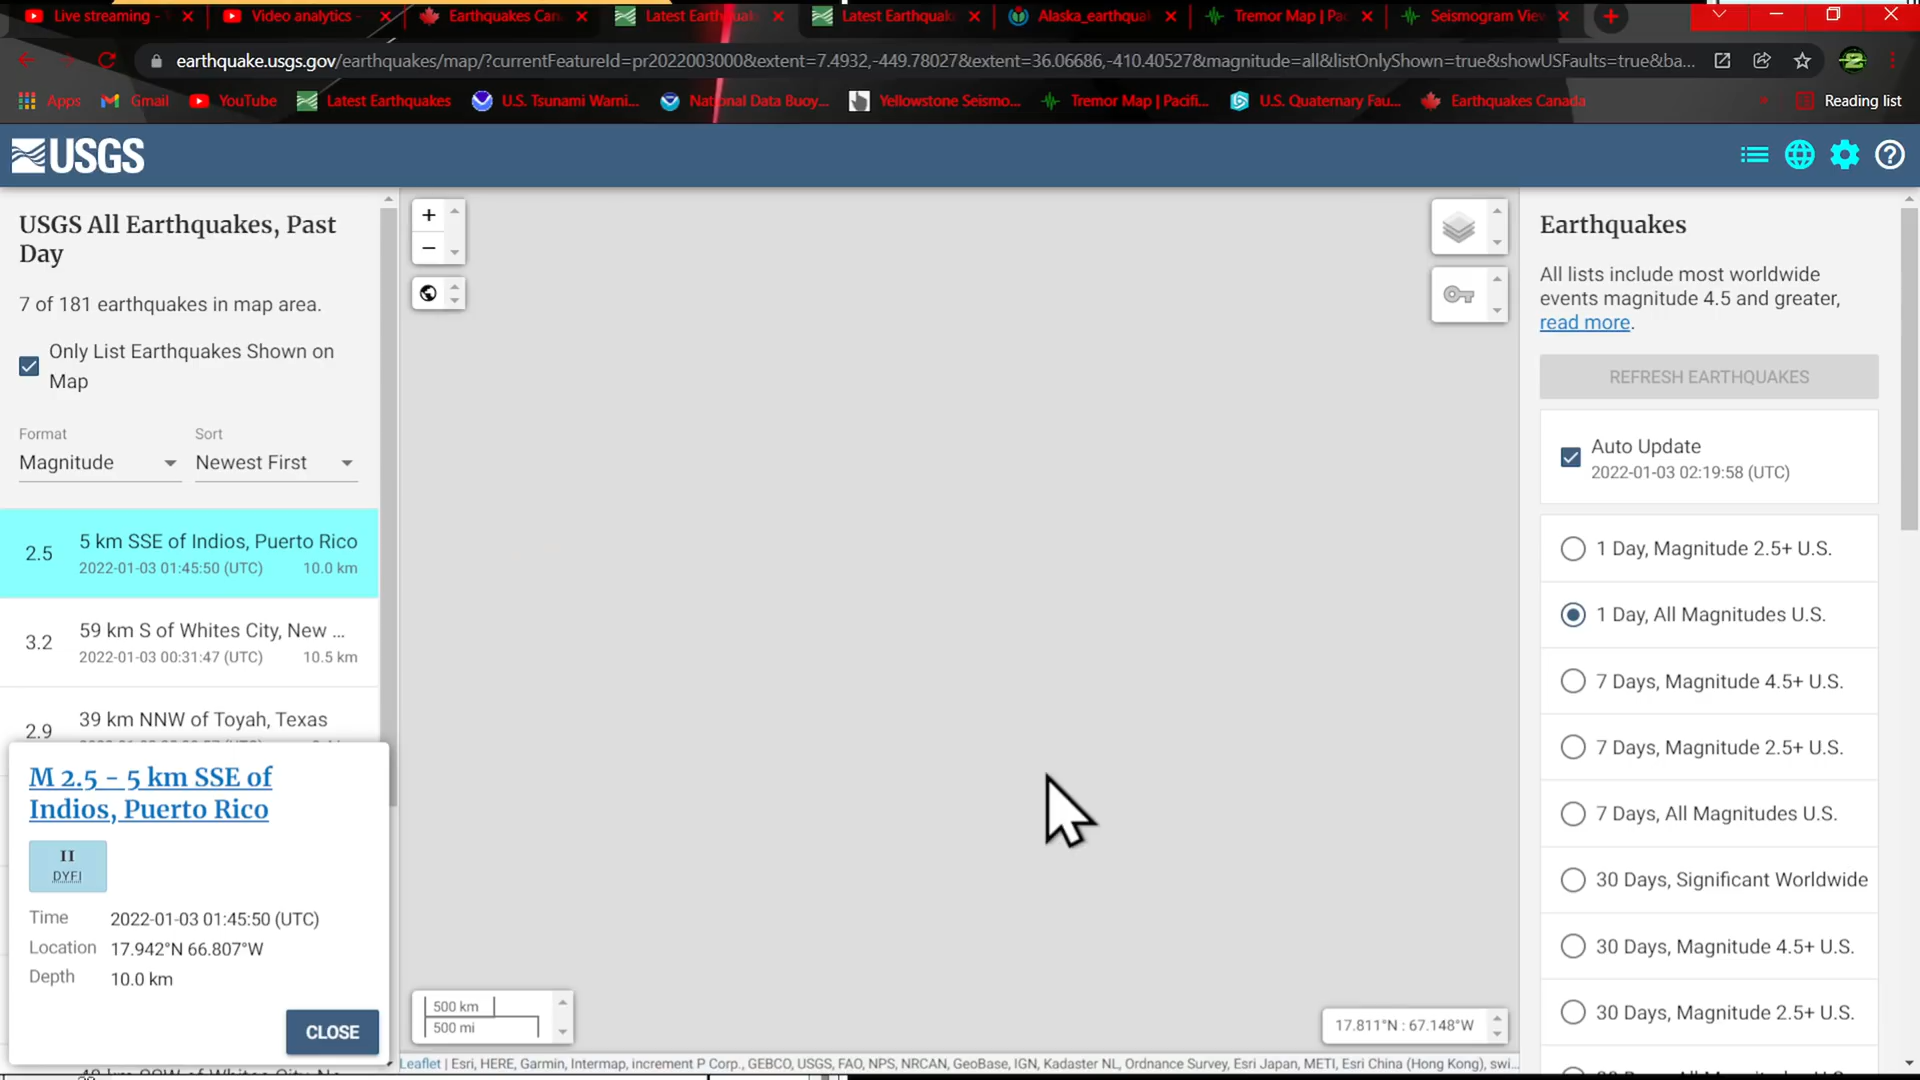 Live streaming -
Video analytics -
Earthquakes Can
Latest Earthquak
Latest Earthquake
Alaska_earthqua
Tremor Map | Pac
Seismogram View
earthquake.usgs.gov/earthquakes/map/?currentFeatureId=pr2022003000&extent=7.4932,-449.78027&extent=36.06686,-410.40527&magnitude=all&listOnlyShown=true&showUSFaults=true&ba...
Apps
Gmail
YouTube
Latest Earthquakes
U.S. Tsunami Warni...
National Data Buoy...
Yellowstone Seismo...
Tremor Map | Pacifi...
U.S. Quaternary Fau...
Earthquakes Canada
Reading list
USGS
USGS All Earthquakes, Past
Day
7 of 181 earthquakes in map area.
Only List Earthquakes Shown on
Map
Format
Sort
Magnitude
Newest First
2.5
5 km SSE of Indios, Puerto Rico
2022-01-03 01:45:50 (UTC) 10.0 km
3.2
59 km S of Whites City, New ...
2022-01-03 00:31:47 (UTC) 10.5 km
2.9
39 km NNW of Toyah, Texas
M 2.5 - 5 km SSE of
Indios, Puerto Rico
II
DYFI
Time 2022-01-03 01:45:50 (UTC)
Location 17.942°N 66.807°W
Depth 10.0 km
CLOSE
500 km
500 mi
17.811°N : 67.148°W
Leaflet | Esri, HERE, Garmin, Intermap, increment P Corp., GEBCO, USGS, FAO, NPS, NRCAN, GeoBase, IGN, Kadaster NL, Ordnance Survey, Esri Japan, METI, Esri China (Hong Kong), swi...
Earthquakes
All lists include most worldwide
events magnitude 4.5 and greater,
read more.
REFRESH EARTHQUAKES
Auto Update
2022-01-03 02:19:58 (UTC)
1 Day, Magnitude 2.5+ U.S.
1 Day, All Magnitudes U.S.
7 Days, Magnitude 4.5+ U.S.
7 Days, Magnitude 2.5+ U.S.
7 Days, All Magnitudes U.S.
30 Days, Significant Worldwide
30 Days, Magnitude 4.5+ U.S.
30 Days, Magnitude 2.5+ U.S.